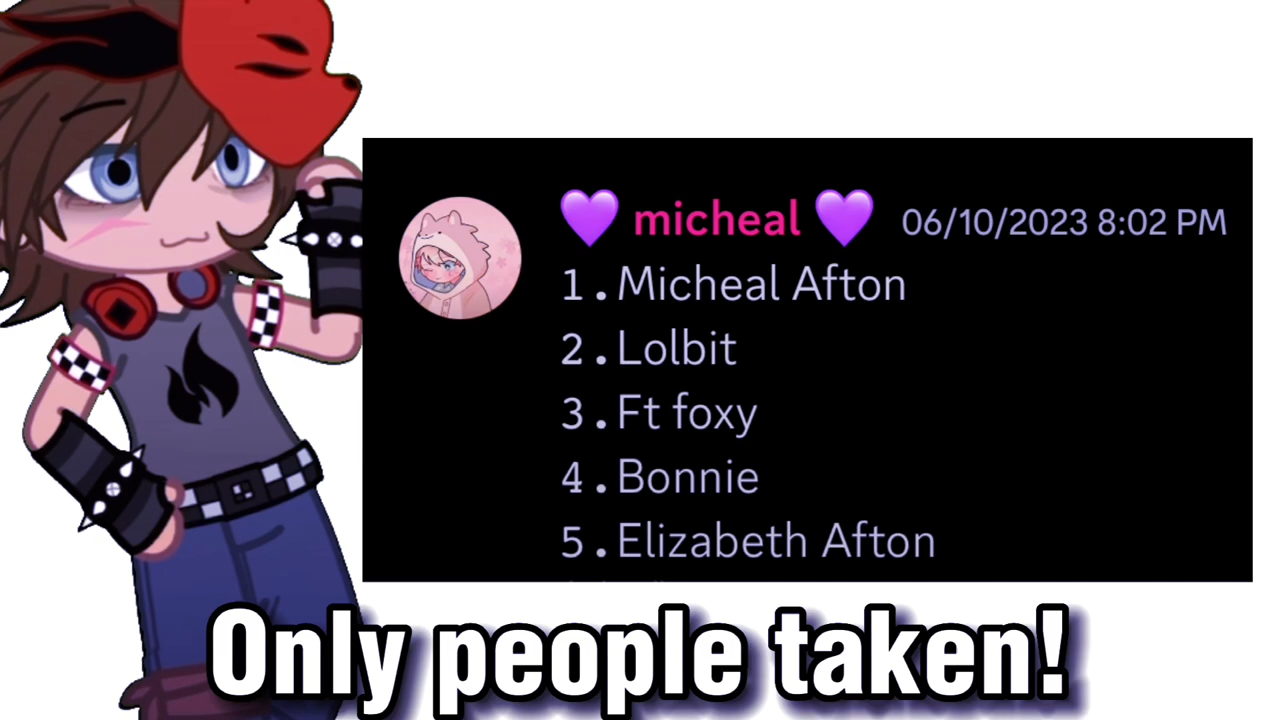 💜 micheal 💜 06/10/2023 8:02 PM
1. Micheal Afton
2. Lolbit
3. Ft foxy
4. Bonnie
5. Elizabeth Afton
Only people taken!